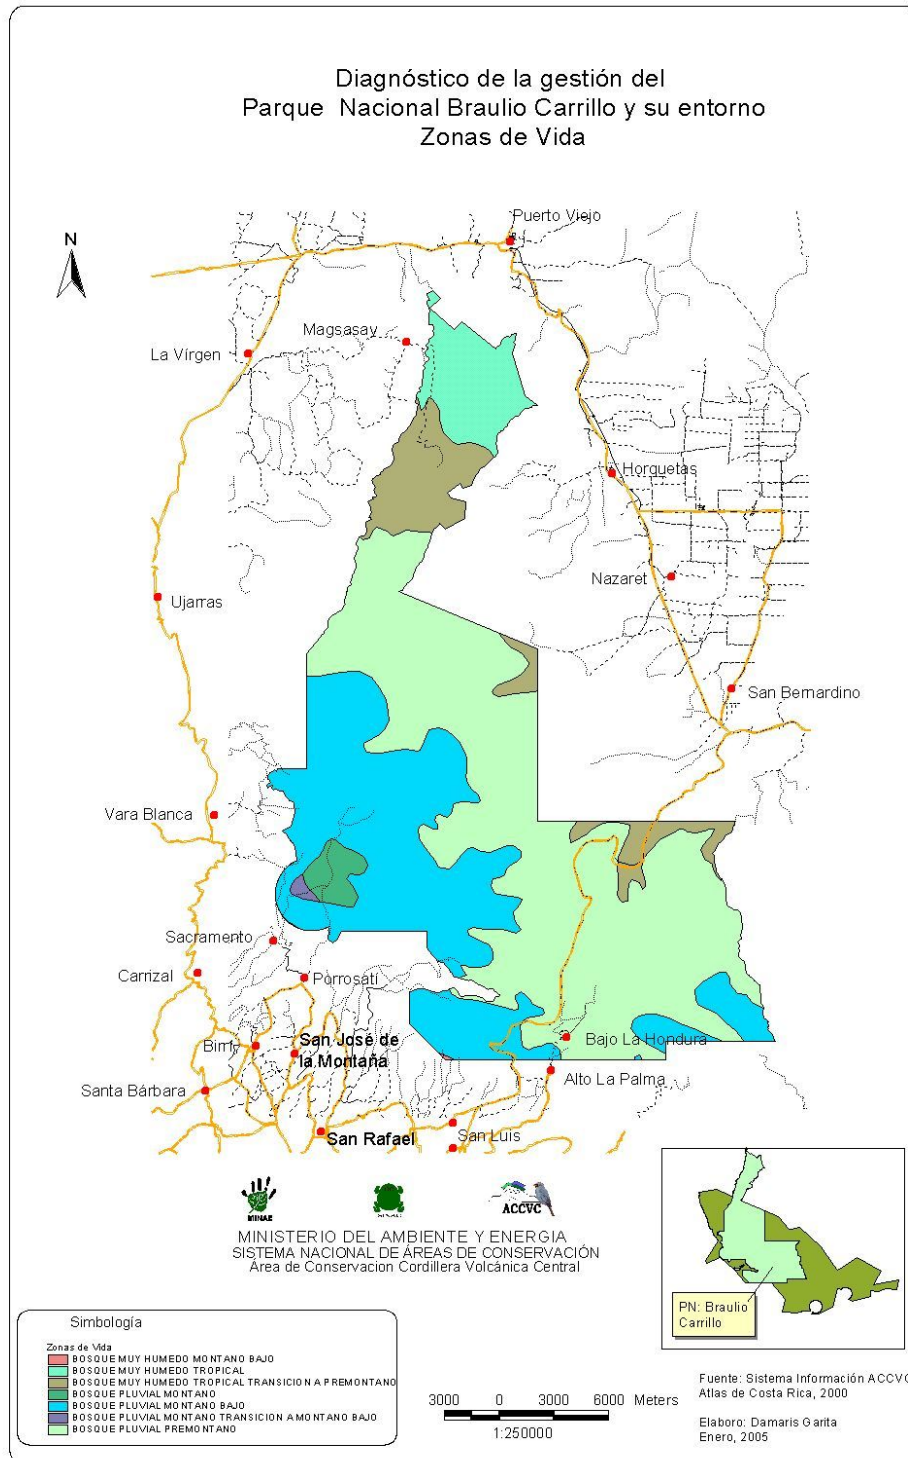 Diagnóstico de la gestión del
Parque Nacional Braulio Carrillo y su entorno
Zonas de Vida
N
Puerto Viejo
Magsasay
La Vírgen
Horquetas
Nazaret
Ujarras
San Bernardino
Vara Blanca
Sacramento
Carrizal
Porrosatí
Birrí
San José de
la Montaña
Bajo La Hondura
Alto La Palma
Santa Bárbara
San Rafael
San Luis
MINAE
ACCVC
MINISTERIO DEL AMBIENTE Y ENERGIA
SISTEMA NACIONAL DE ÁREAS DE CONSERVACIÓN
Área de Conservacion Cordillera Volcánica Central
PN: Braulio
Carrillo
Simbología
Zonas de Vida
BOSQUE MUY HUMEDO MONTANO BAJO
BOSQUE MUY HUMEDO TROPICAL
BOSQUE MUY HUMEDO TROPICAL TRANSICION A PREMONTANO
BOSQUE PLUVIAL MONTANO
BOSQUE PLUVIAL MONTANO BAJO
BOSQUE PLUVIAL MONTANO TRANSICION A MONTANO BAJO
BOSQUE PLUVIAL PREMONTANO
3000 0 3000 6000 Meters
1:250000
Fuente: Sistema Información ACCVC
Atlas de Costa Rica, 2000
Elaboro: Damaris Garita
Enero, 2005